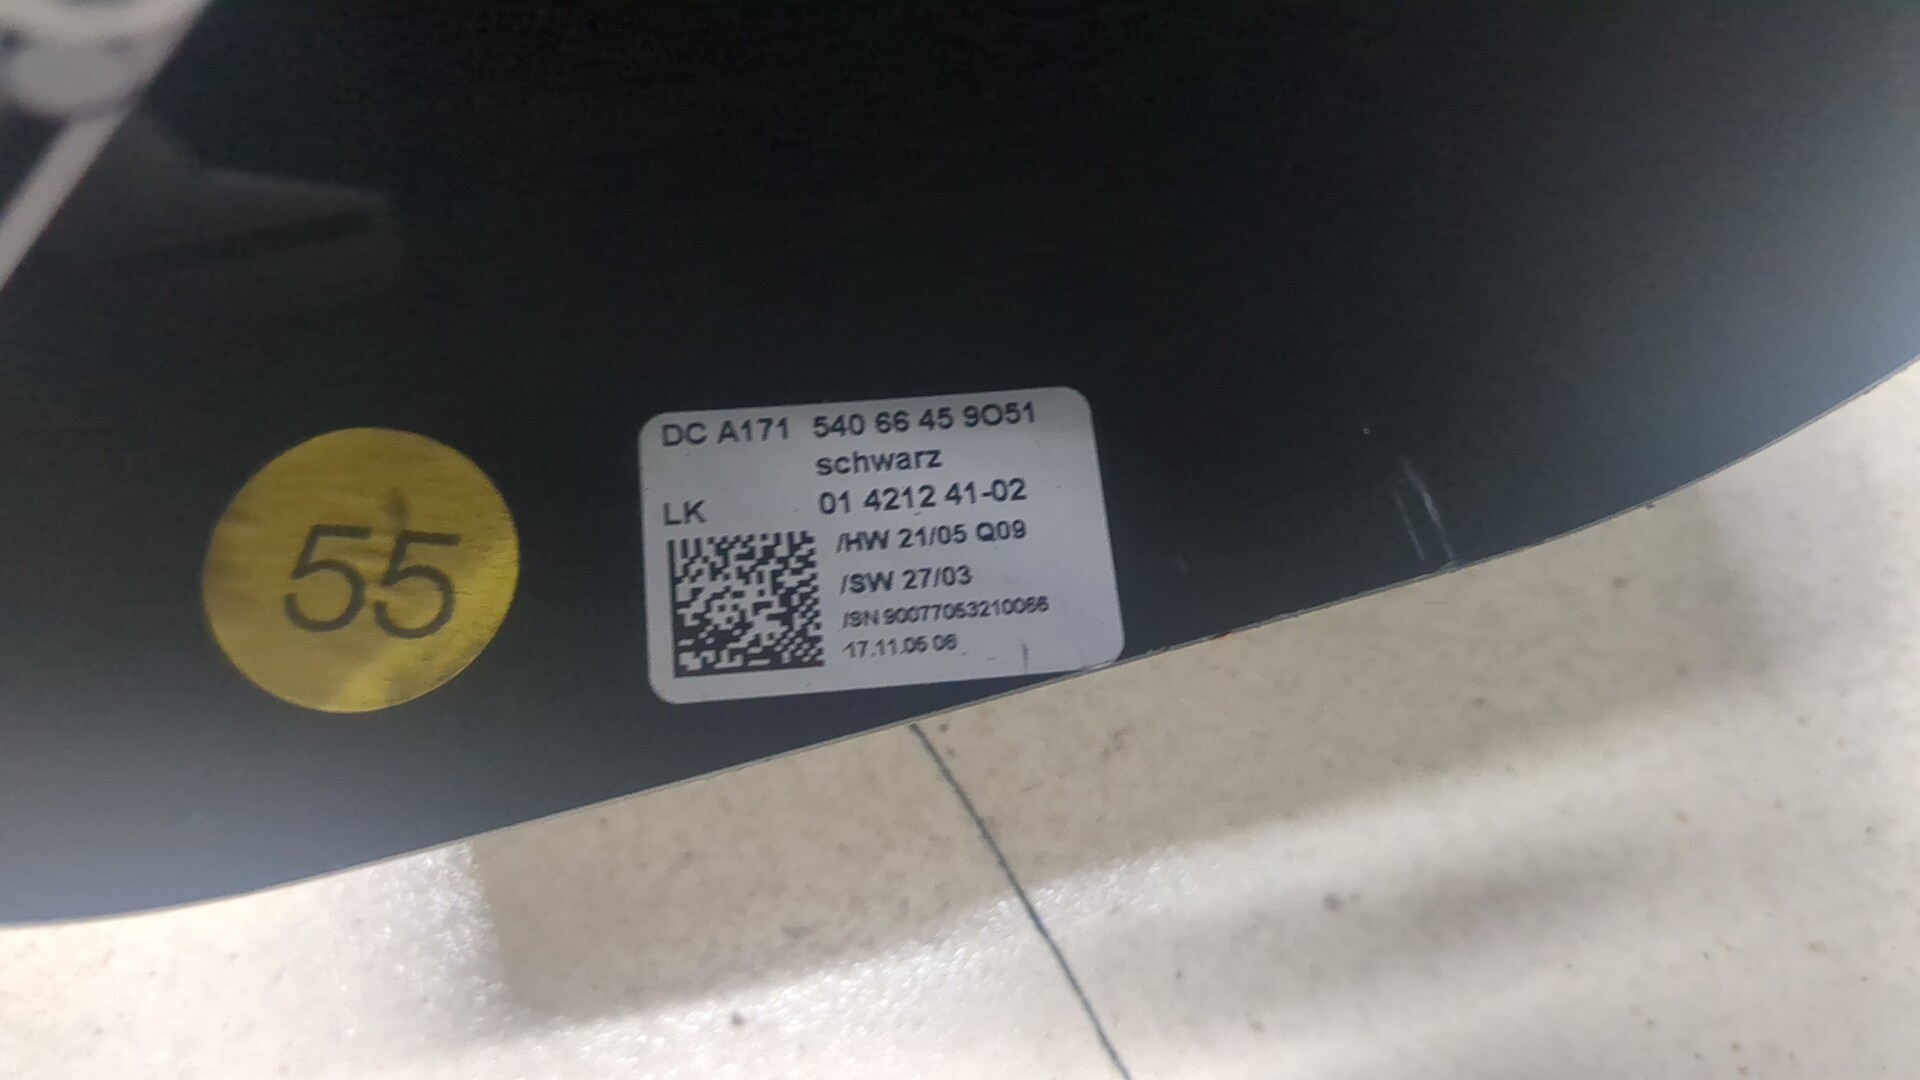 55
DC A171 540 66 45 9O51
schwarz
LK 01 4212 41-02
/HW 21/05 Q09
/SW 27/03
/SN 90077053210066
17.11.05 06